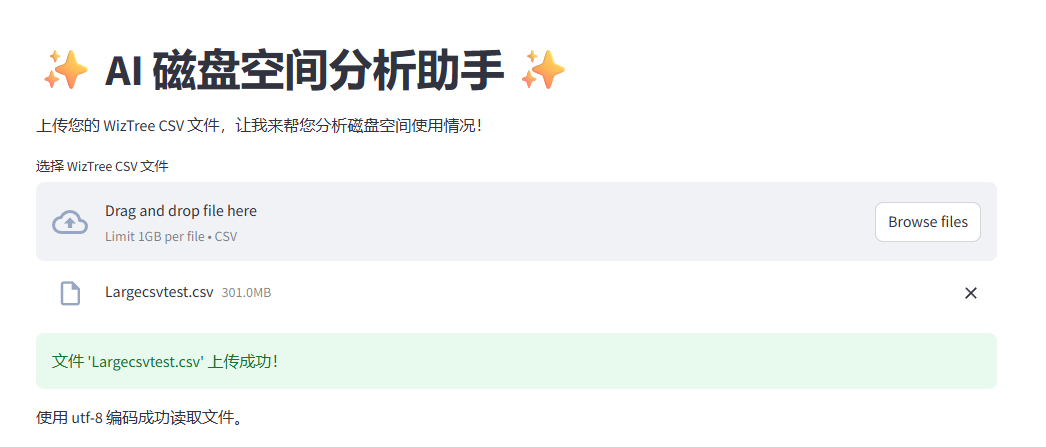 ✨ AI 磁盘空间分析助手 ✨
上传您的 WizTree CSV 文件，让我来帮您分析磁盘空间使用情况！
选择 WizTree CSV 文件
Drag and drop file here
Limit 1GB per file • CSV
Browse files
Largecsvtest.csv 301.0MB
文件 'Largecsvtest.csv' 上传成功！
使用 utf-8 编码成功读取文件。